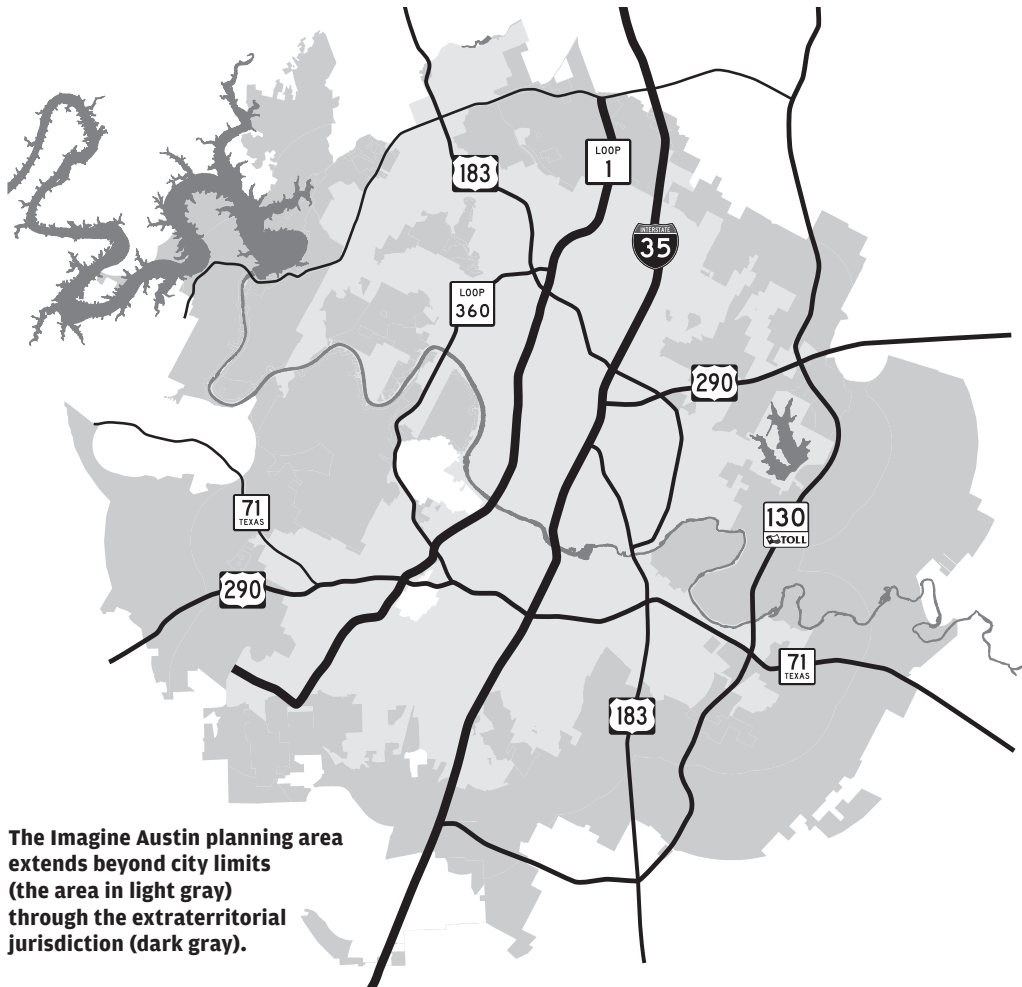 183
LOOP
1
INTERSTATE
35
LOOP
360
290
71
TEXAS
130
TOLL
290
71
TEXAS
183
The Imagine Austin planning area
extends beyond city limits
(the area in light gray)
through the extraterritorial
jurisdiction (dark gray).